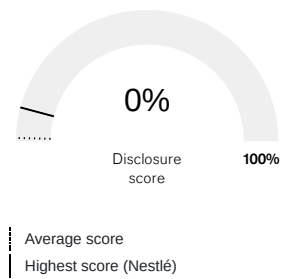 0%
Disclosure
score
100%
Average score
Highest score (Nestlé)